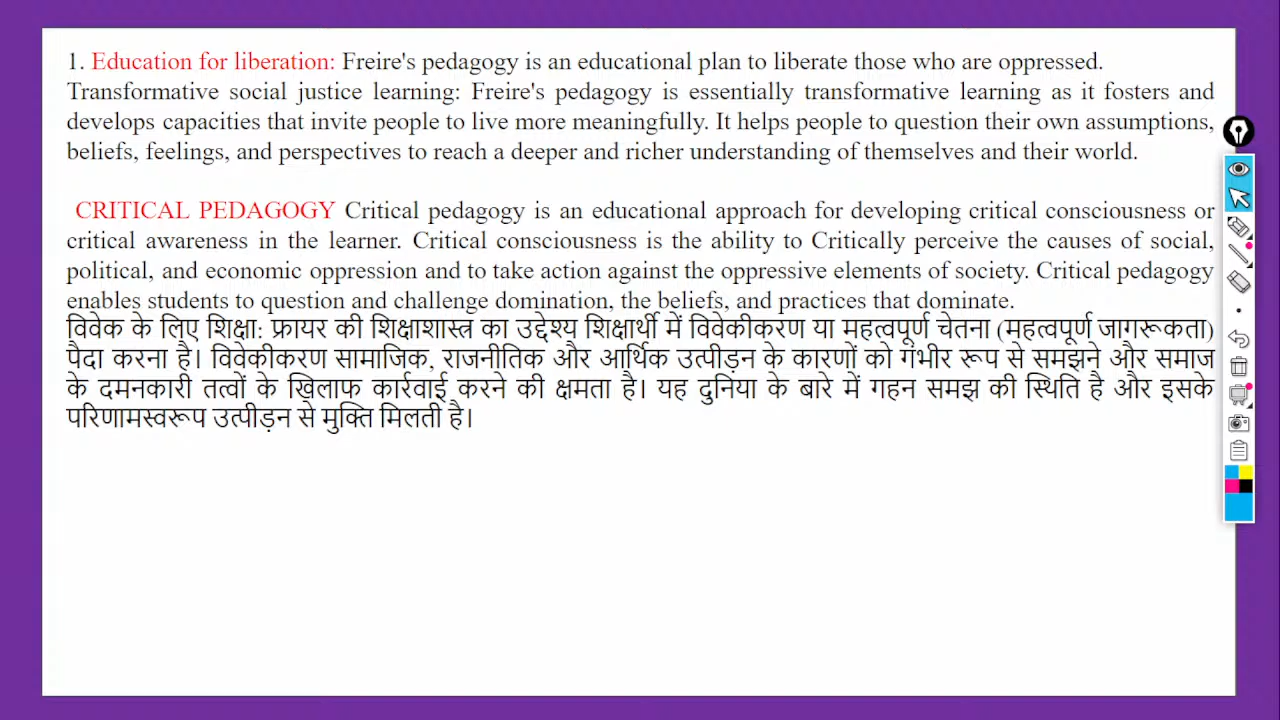 1. Education for liberation: Freire's pedagogy is an educational plan to liberate those who are oppressed.
Transformative social justice learning: Freire's pedagogy is essentially transformative learning as it fosters and
develops capacities that invite people to live more meaningfully. It helps people to question their own assumptions,
beliefs, feelings, and perspectives to reach a deeper and richer understanding of themselves and their world.
CRITICAL PEDAGOGY Critical pedagogy is an educational approach for developing critical consciousness or
critical awareness in the learner. Critical consciousness is the ability to Critically perceive the causes of social,
political, and economic oppression and to take action against the oppressive elements of society. Critical pedagogy
enables students to question and challenge domination, the beliefs, and practices that dominate.
विवेक के लिए शिक्षा: फ्रायर की शिक्षाशास्त्र का उद्देश्य शिक्षार्थी में विवेकीकरण या महत्वपूर्ण चेतना (महत्वपूर्ण जागरूकता)
पैदा करना है। विवेकीकरण सामाजिक, राजनीतिक और आर्थिक उत्पीड़न के कारणों को गंभीर रूप से समझने और समाज
के दमनकारी तत्वों के खिलाफ कार्रवाई करने की क्षमता है। यह दुनिया के बारे में गहन समझ की स्थिति है और इसके
परिणामस्वरूप उत्पीड़न से मुक्ति मिलती है।